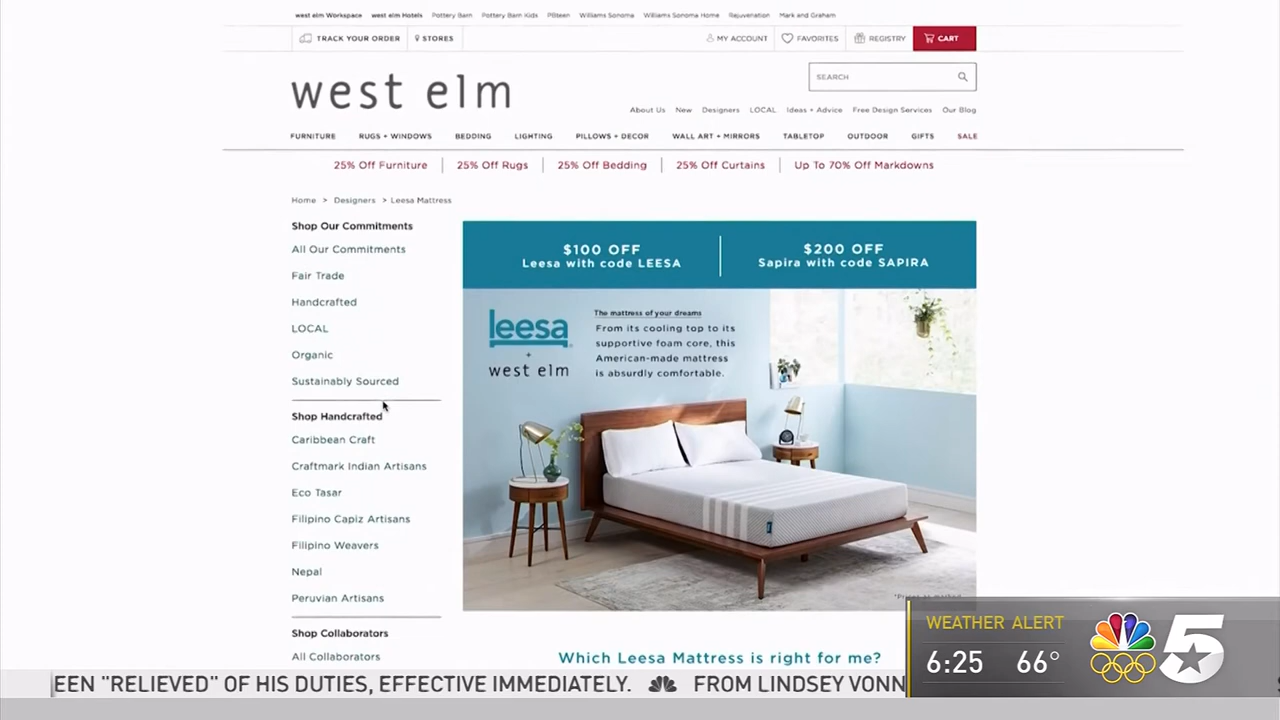 west elm Workspace west elm Hotels Pottery Barn Pottery Barn Kids PBteen Williams Sonoma Williams Sonoma Home Rejuvenation Mark and Graham
TRACK YOUR ORDER STORES MY ACCOUNT FAVORITES REGISTRY CART
SEARCH
west elm
About Us New Designers LOCAL Ideas + Advice Free Design Services Our Blog
FURNITURE RUGS + WINDOWS BEDDING LIGHTING PILLOWS + DECOR WALL ART + MIRRORS TABLETOP OUTDOOR GIFTS SALE
25% Off Furniture 25% Off Rugs 25% Off Bedding 25% Off Curtains Up To 70% Off Markdowns
Home > Designers > Leesa Mattress
Shop Our Commitments
All Our Commitments
Fair Trade
Handcrafted
LOCAL
Organic
Sustainably Sourced
Shop Handcrafted
Caribbean Craft
Craftmark Indian Artisans
Eco Tasar
Filipino Capiz Artisans
Filipino Weavers
Nepal
Peruvian Artisans
Shop Collaborators
All Collaborators
$100 OFF
Leesa with code LEESA
$200 OFF
Sapira with code SAPIRA
leesa
+
west elm
The mattress of your dreams
From its cooling top to its
supportive foam core, this
American-made mattress
is absurdly comfortable.
Which Leesa Mattress is right for me?
WEATHER ALERT
6:25 66°
5
EEN "RELIEVED" OF HIS DUTIES, EFFECTIVE IMMEDIATELY. FROM LINDSEY VONN